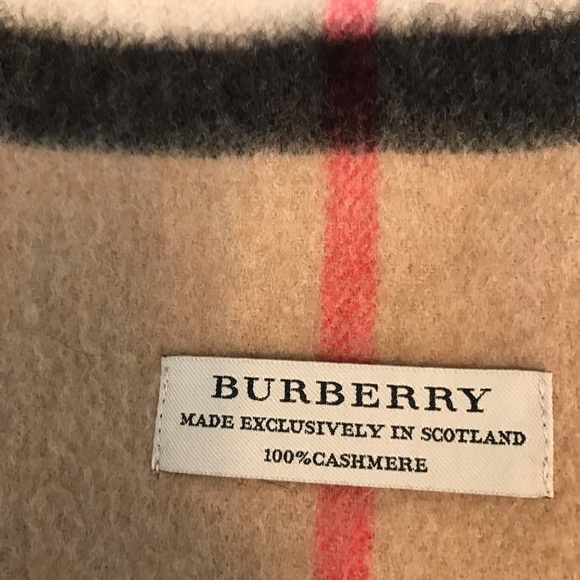 BURBERRY
MADE EXCLUSIVELY IN SCOTLAND
100%CASHMERE